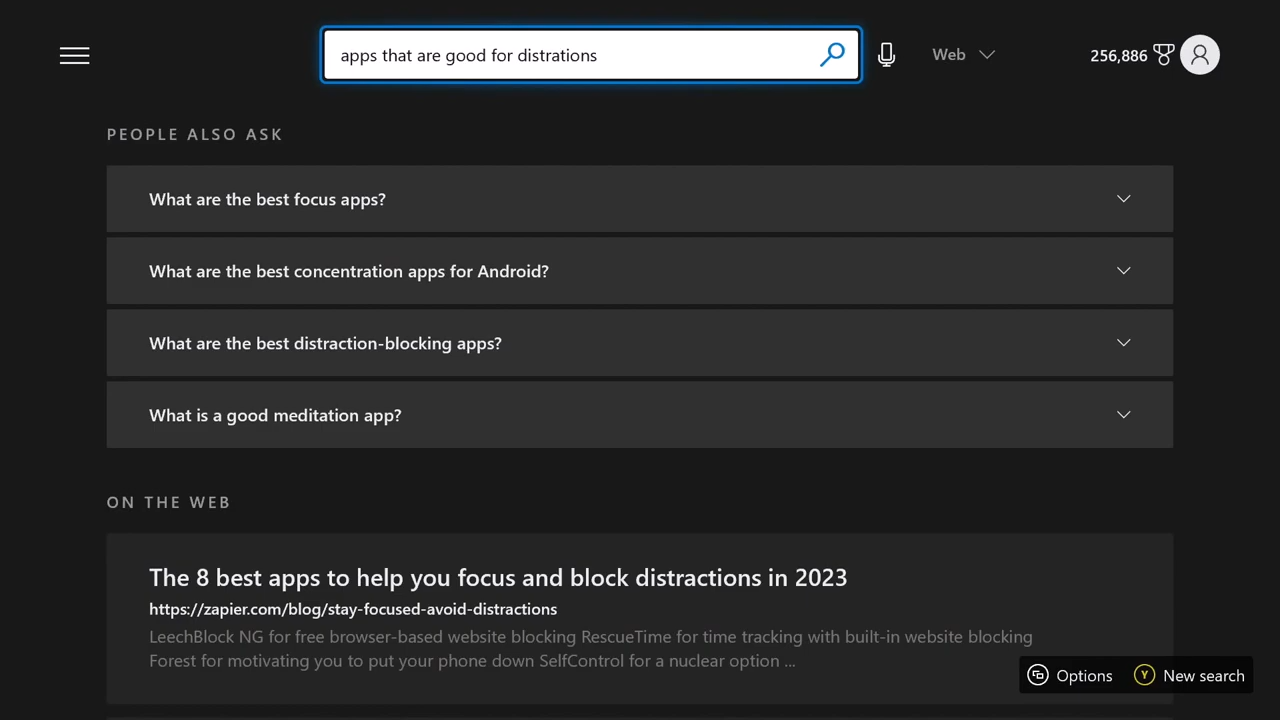 apps that are good for distrations
Web
256,886
PEOPLE ALSO ASK
What are the best focus apps?
What are the best concentration apps for Android?
What are the best distraction-blocking apps?
What is a good meditation app?
ON THE WEB
The 8 best apps to help you focus and block distractions in 2023
https://zapier.com/blog/stay-focused-avoid-distractions
LeechBlock NG for free browser-based website blocking RescueTime for time tracking with built-in website blocking
Forest for motivating you to put your phone down SelfControl for a nuclear option ...
Options
Y New search